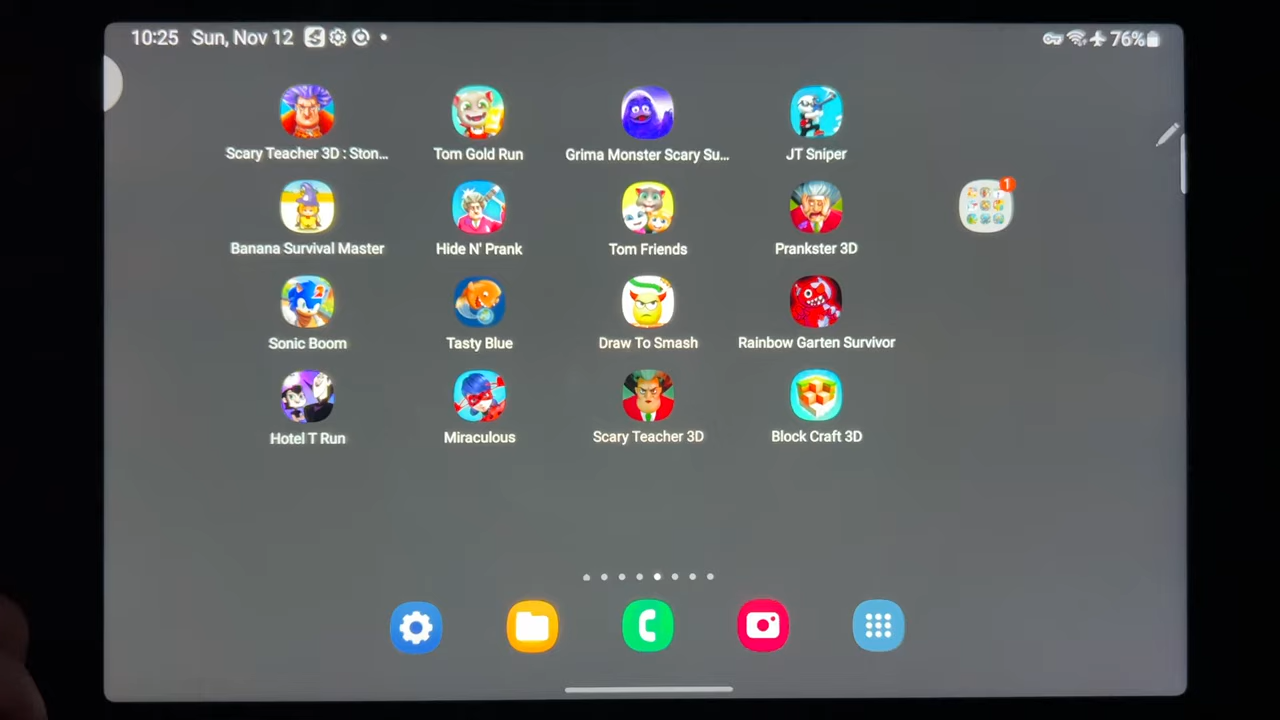 10:25 Sun, Nov 12
76%
Scary Teacher 3D : Ston...
Tom Gold Run
Grima Monster Scary Su...
JT Sniper
1
Banana Survival Master
Hide N' Prank
Tom Friends
Prankster 3D
Sonic Boom
Tasty Blue
Draw To Smash
Rainbow Garten Survivor
Hotel T Run
Miraculous
Scary Teacher 3D
Block Craft 3D